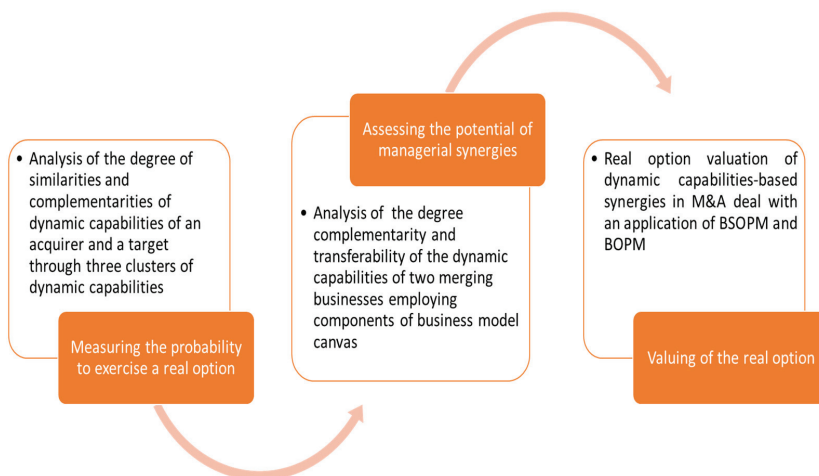 • Analysis of the degree of
similarities and
complementarities of
dynamic capabilities of an
acquirer and a target
through three clusters of
dynamic capabilities
Measuring the probability
to exercise a real option
Assessing the potential of
managerial synergies
• Analysis of the degree
complementarity and
transferability of the dynamic
capabilities of two merging
businesses employing
components of business model
canvas
• Real option valuation of
dynamic capabilities-based
synergies in M&A deal with
an application of BSOPM and
BOPM
Valuing of the real option